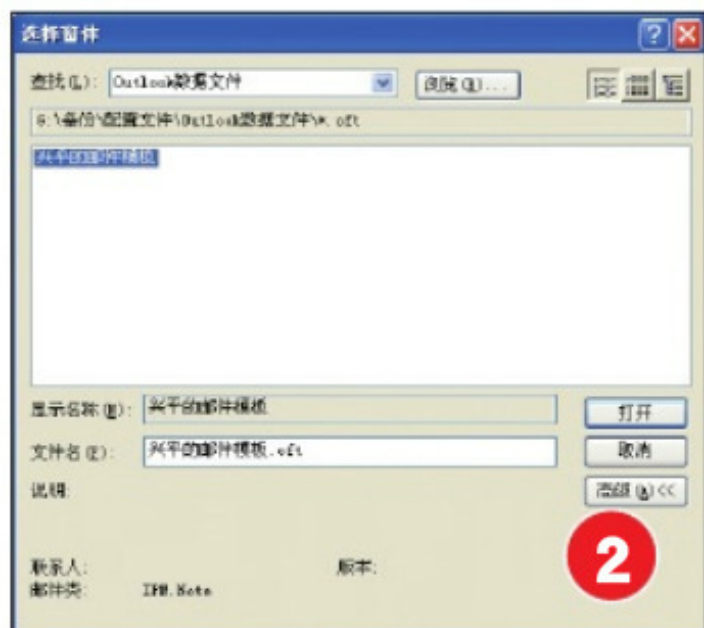 选择窗体
查找(L): Outlook数据文件 浏览(Q)...
G:\备份\配置文件\Outlook数据文件\*.oft
兴平的邮件模板
显示名称(M): 兴平的邮件模板 打开
文件名(F): 兴平的邮件模板.oft 取消
说明: 高级(A)<<
2
联系人: 版本:
邮件类: IPM.Note